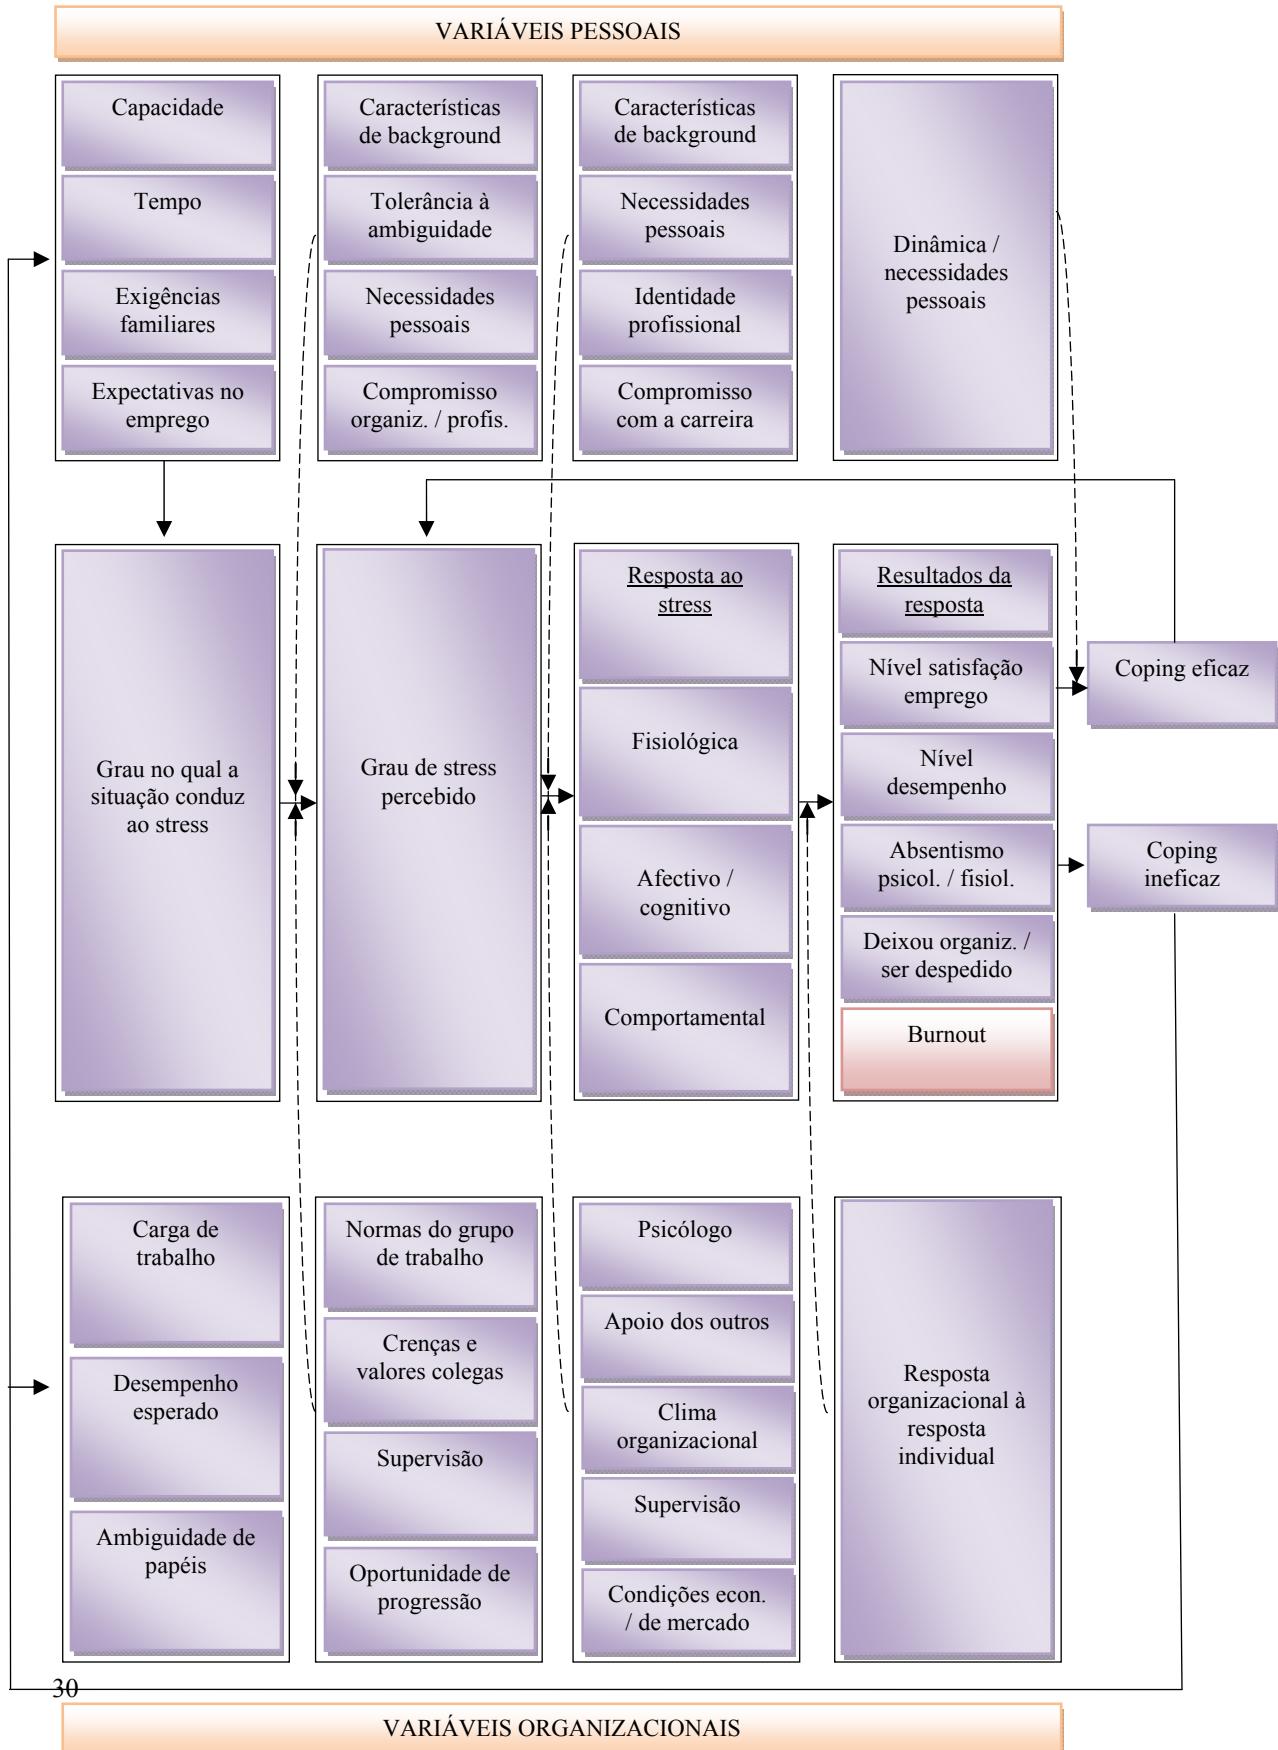 VARIÁVEIS PESSOAIS
Capacidade
Tempo
Exigências
familiares
Expectativas no
emprego
Características
de background
Tolerância à
ambiguidade
Necessidades
pessoais
Compromisso
organiz. / profis.
Características
de background
Necessidades
pessoais
Identidade
profissional
Compromisso
com a carreira
Dinâmica /
necessidades
pessoais
Grau no qual a
situação conduz
ao stress
Grau de stress
percebido
Resposta ao
stress
Fisiológica
Afectivo /
cognitivo
Comportamental
Resultados da
resposta
Nível satisfação
emprego
Nível
desempenho
Absentismo
psicol. / fisiol.
Deixou organiz. /
ser despedido
Burnout
Coping eficaz
Coping
ineficaz
Carga de
trabalho
Desempenho
esperado
Ambiguidade de
papéis
Normas do grupo
de trabalho
Crenças e
valores colegas
Supervisão
Oportunidade de
progressão
Psicólogo
Apoio dos outros
Clima
organizacional
Supervisão
Condições econ.
/ de mercado
Resposta
organizacional à
resposta
individual
30
VARIÁVEIS ORGANIZACIONAIS